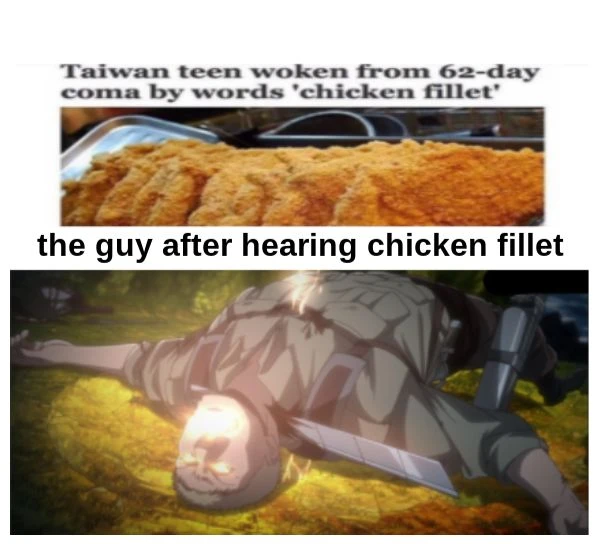 Taiwan teen woken from 62-day
coma by words 'chicken fillet'
the guy after hearing chicken fillet